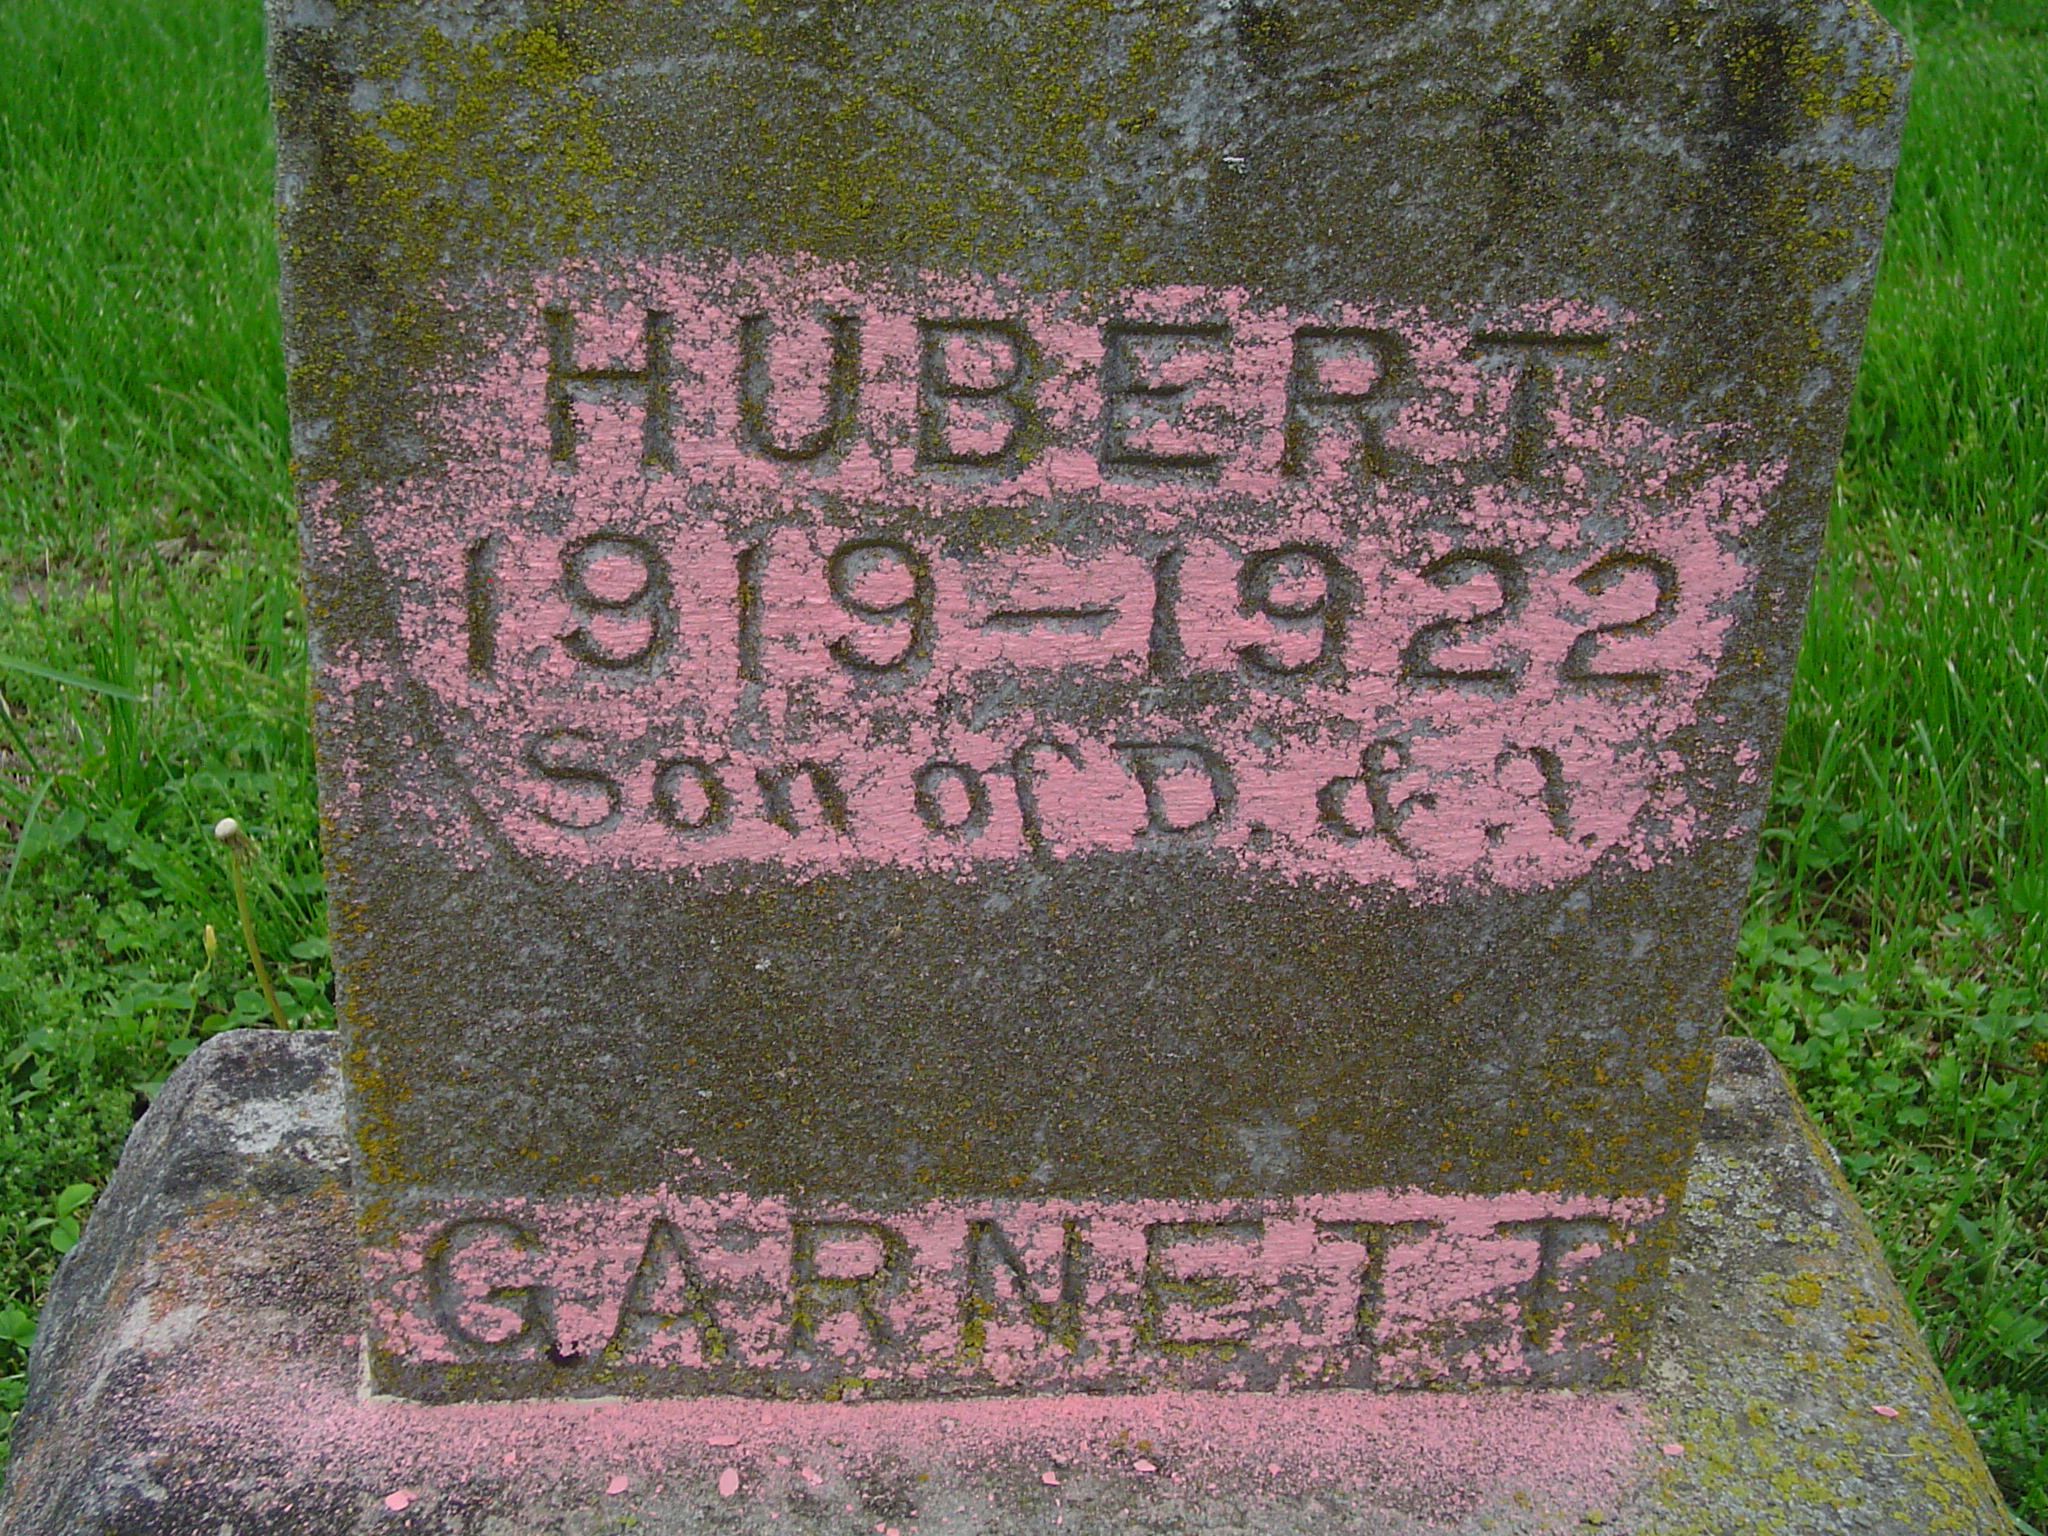 HUBERT
1919-1922
Son of D. & A.
GARNETT